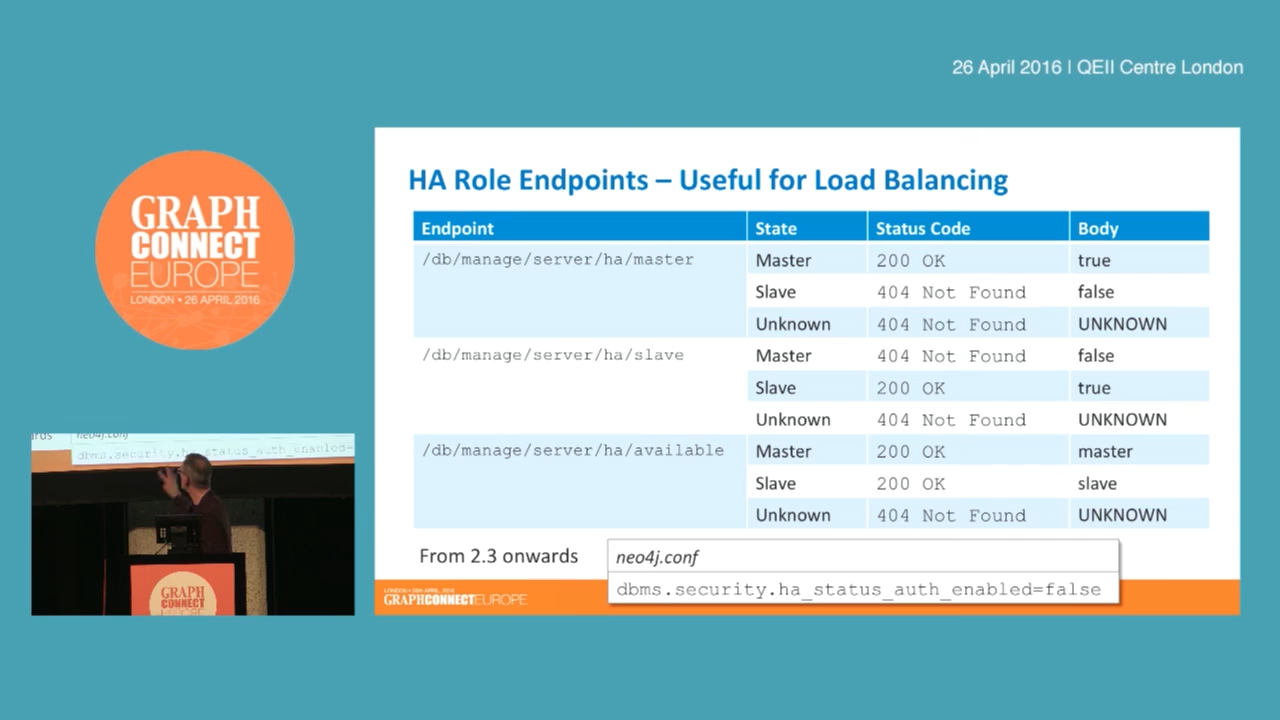 26 April 2016 | QEII Centre London
GRAPH
CONNECT
EUROPE
LONDON • 26 APRIL 2016
HA Role Endpoints – Useful for Load Balancing
Endpoint State Status Code Body
/db/manage/server/ha/master Master 200 OK true
Slave 404 Not Found false
Unknown 404 Not Found UNKNOWN
/db/manage/server/ha/slave Master 404 Not Found false
Slave 200 OK true
Unknown 404 Not Found UNKNOWN
/db/manage/server/ha/available Master 200 OK master
Slave 200 OK slave
Unknown 404 Not Found UNKNOWN
From 2.3 onwards
neo4j.conf
dbms.security.ha_status_auth_enabled=false
GRAPHCONNECTEUROPE
neo4j.conf
dbms.security.ha_status_auth_enabled=
GRAPH
CONNECT